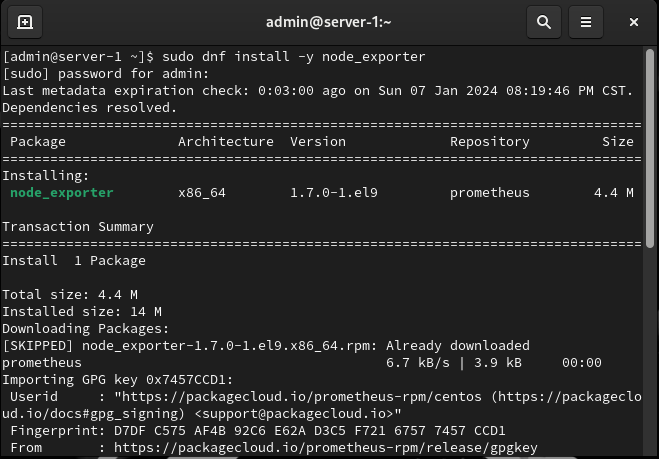 admin@server-1:~
[admin@server-1 ~]$ sudo dnf install -y node_exporter
[sudo] password for admin:
Last metadata expiration check: 0:03:00 ago on Sun 07 Jan 2024 08:19:46 PM CST.
Dependencies resolved.
================================================================================
Package Architecture Version Repository Size
================================================================================
Installing:
node_exporter x86_64 1.7.0-1.el9 prometheus 4.4 M
Transaction Summary
================================================================================
Install 1 Package
Total size: 4.4 M
Installed size: 14 M
Downloading Packages:
[SKIPPED] node_exporter-1.7.0-1.el9.x86_64.rpm: Already downloaded
prometheus 6.7 kB/s | 3.9 kB 00:00
Importing GPG key 0x7457CCD1:
Userid : "https://packagecloud.io/prometheus-rpm/centos (https://packageclo
ud.io/docs#gpg_signing) <support@packagecloud.io>"
Fingerprint: D7DF C575 AF4B 92C6 E62A D3C5 F721 6757 7457 CCD1
From : https://packagecloud.io/prometheus-rpm/release/gpgkey